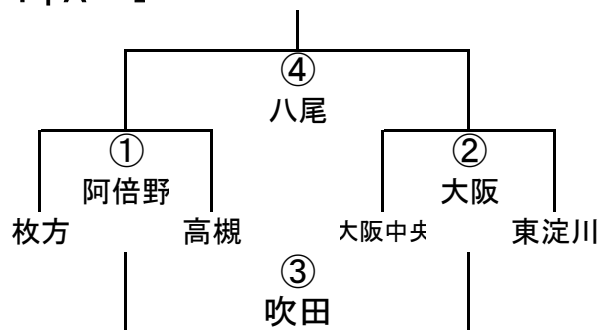 ④
八尾
① ②
阿倍野 大阪
枚方 高槻 大阪中央 東淀川
③
吹田